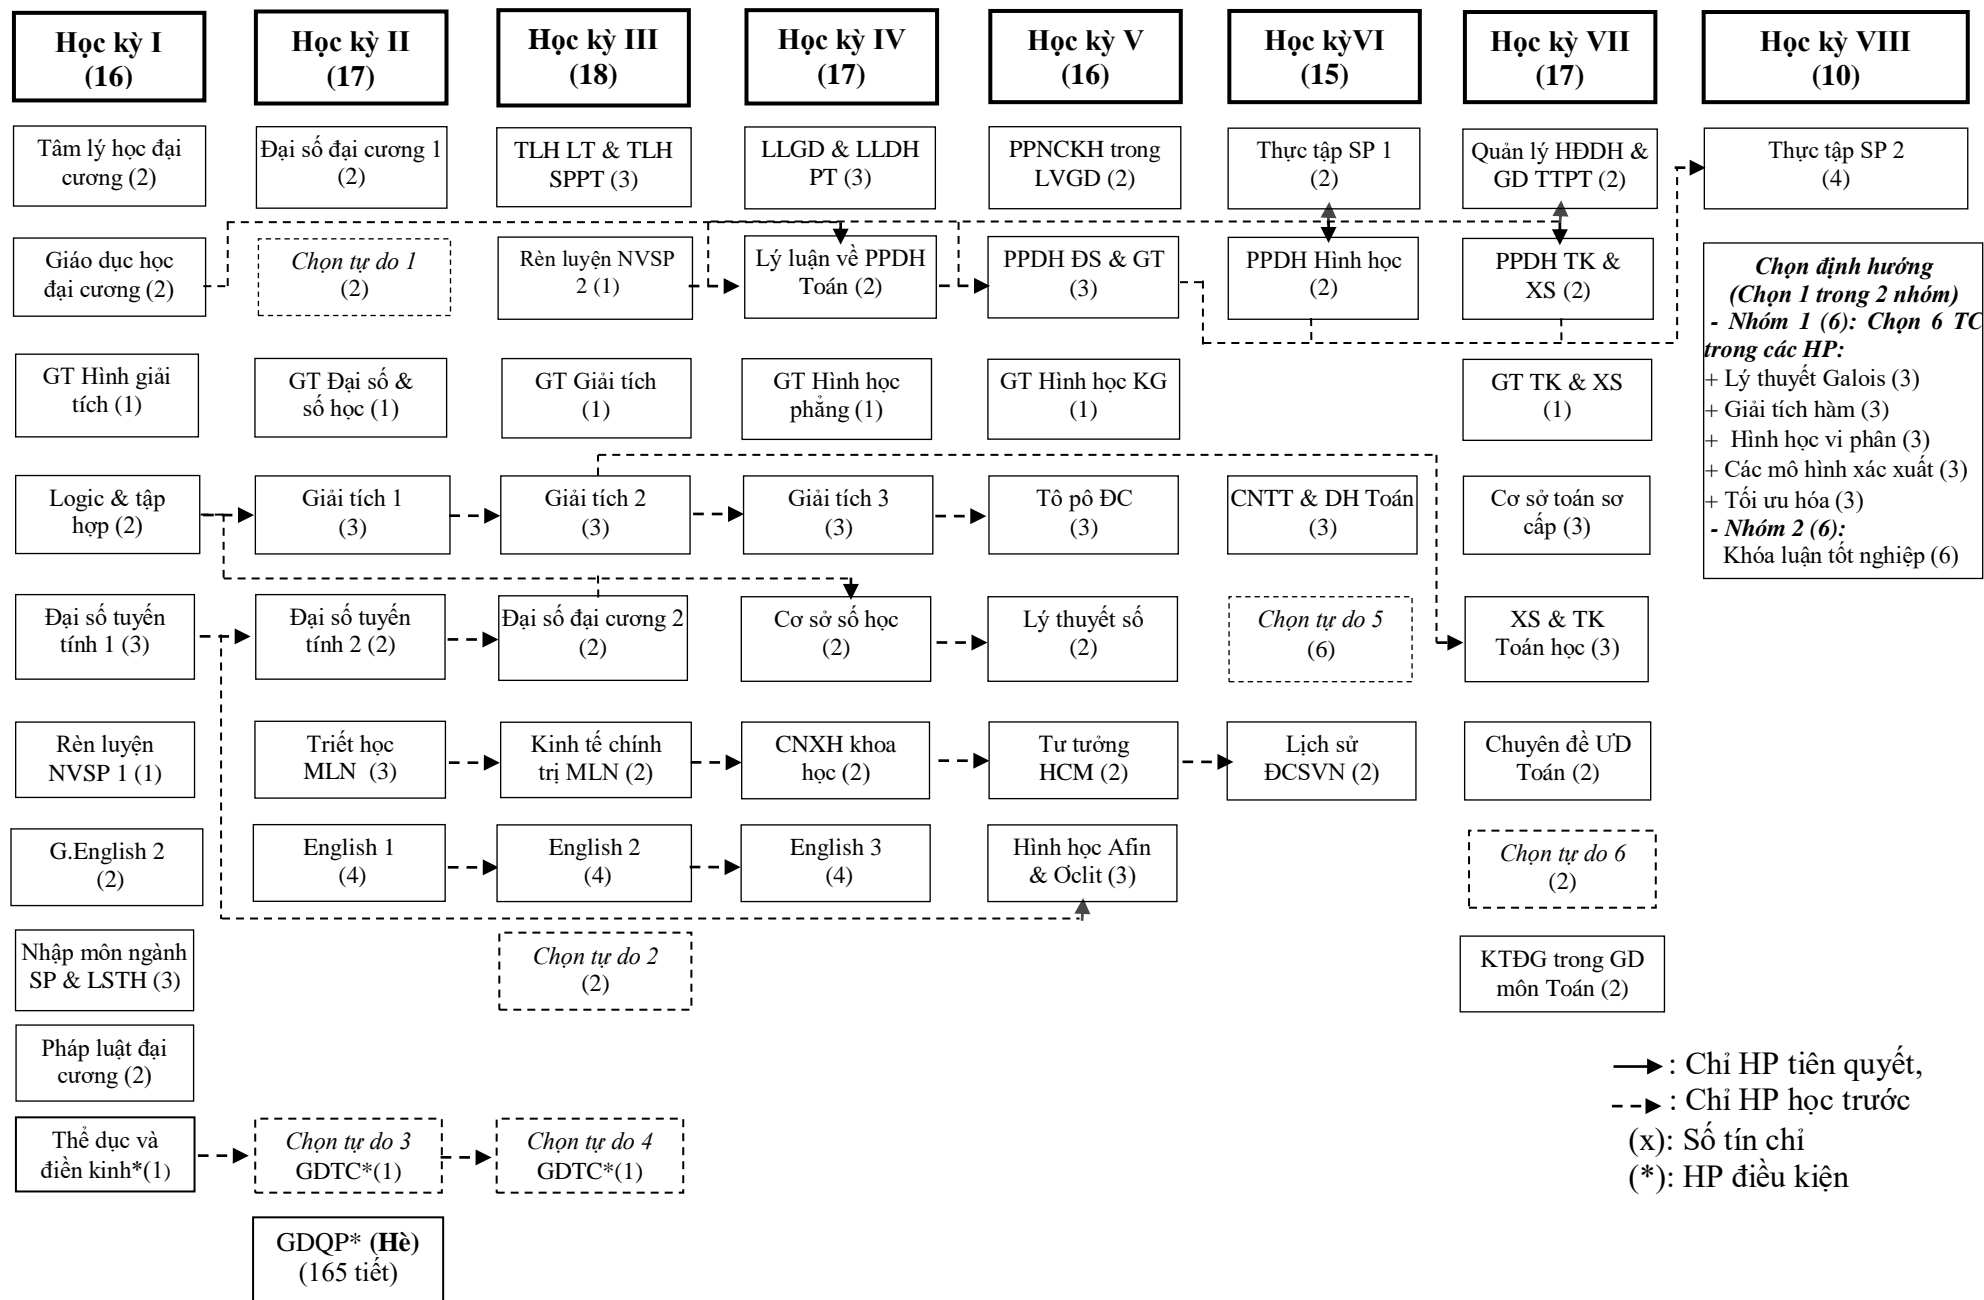 Học kỳ I
(16)
Học kỳ II
(17)
Học kỳ III
(18)
Học kỳ IV
(17)
Học kỳ V
(16)
Học kỳVI
(15)
Học kỳ VII
(17)
Học kỳ VIII
(10)
Tâm lý học đại
cương (2)
Đại số đại cương 1
(2)
TLH LT & TLH
SPPT (3)
LLGD & LLDH
PT (3)
PPNCKH trong
LVGD (2)
Thực tập SP 1
(2)
Quản lý HĐDH &
GD TTPT (2)
Thực tập SP 2
(4)
Giáo dục học
đại cương (2)
Chọn tự do 1
(2)
Rèn luyện NVSP
2 (1)
Lý luận về PPDH
Toán (2)
PPDH ĐS & GT
(3)
PPDH Hình học
(2)
PPDH TK &
XS (2)
Chọn định hướng
(Chọn 1 trong 2 nhóm)
- Nhóm 1 (6): Chọn 6 TC
trong các HP:
+ Lý thuyết Galois (3)
+ Giải tích hàm (3)
+ Hình học vi phân (3)
+ Các mô hình xác xuất (3)
+ Tối ưu hóa (3)
- Nhóm 2 (6):
Khóa luận tốt nghiệp (6)
GT Hình giải
tích (1)
GT Đại số &
số học (1)
GT Giải tích
(1)
GT Hình học
phẳng (1)
GT Hình học KG
(1)
GT TK & XS
(1)
Logic & tập
hợp (2)
Giải tích 1
(3)
Giải tích 2
(3)
Giải tích 3
(3)
Tô pô ĐC
(3)
CNTT & DH Toán
(3)
Cơ sở toán sơ
cấp (3)
Đại số tuyến
tính 1 (3)
Đại số tuyến
tính 2 (2)
Đại số đại cương 2
(2)
Cơ sở số học
(2)
Lý thuyết số
(2)
Chọn tự do 5
(6)
XS & TK
Toán học (3)
Rèn luyện
NVSP 1 (1)
Triết học
MLN (3)
Kinh tế chính
trị MLN (2)
CNXH khoa
học (2)
Tư tưởng
HCM (2)
Lịch sử
ĐCSVN (2)
Chuyên đề ƯD
Toán (2)
G.English 2
(2)
English 1
(4)
English 2
(4)
English 3
(4)
Hình học Afin
& Ơclit (3)
Chọn tự do 6
(2)
Nhập môn ngành
SP & LSTH (3)
Chọn tự do 2
(2)
KTĐG trong GD
môn Toán (2)
Pháp luật đại
cương (2)
Thể dục và
điền kinh*(1)
Chọn tự do 3
GDTC*(1)
Chọn tự do 4
GDTC*(1)
GDQP* (Hè)
(165 tiết)
: Chỉ HP tiên quyết,
: Chỉ HP học trước
(x): Số tín chỉ
(*): HP điều kiện